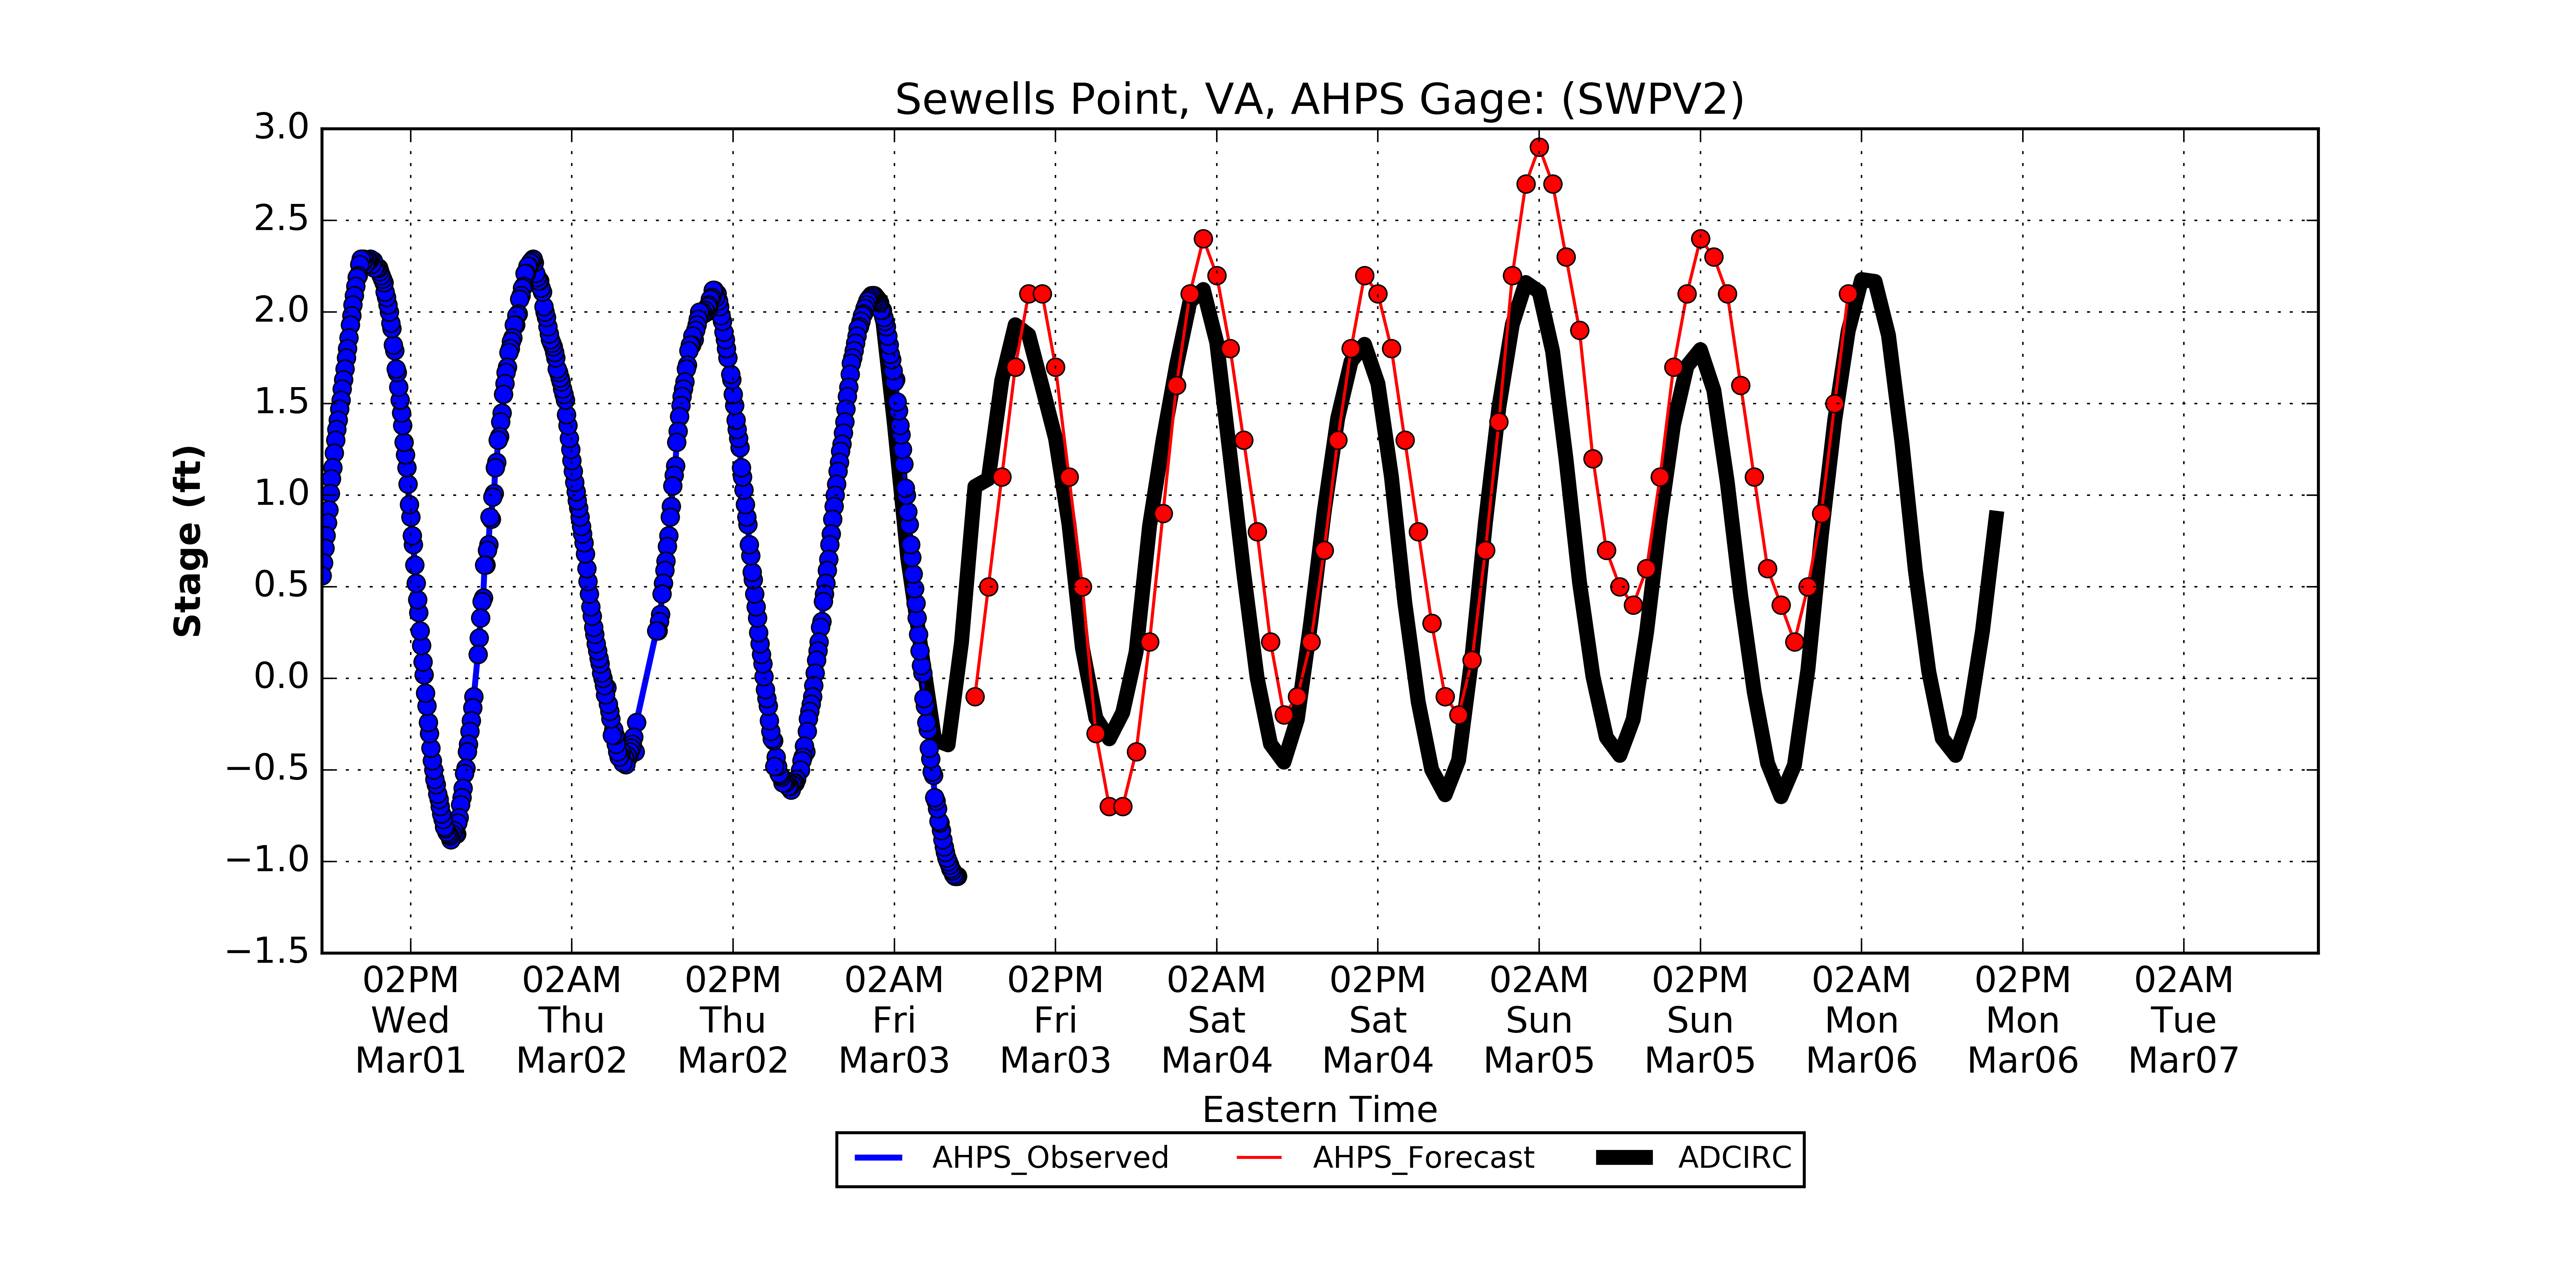 Sewells Point, VA, AHPS Gage: (SWPV2)
3.0
2.5
2.0
1.5
1.0
0.5
0.0
−0.5
−1.0
−1.5
Stage (ft)
02PM 02AM 02PM 02AM 02PM 02AM 02PM 02AM 02PM 02AM 02PM 02AM
Wed Thu Thu Fri Fri Sat Sat Sun Sun Mon Mon Tue
Mar01 Mar02 Mar02 Mar03 Mar03 Mar04 Mar04 Mar05 Mar05 Mar06 Mar06 Mar07
Eastern Time
AHPS_Observed AHPS_Forecast ADCIRC